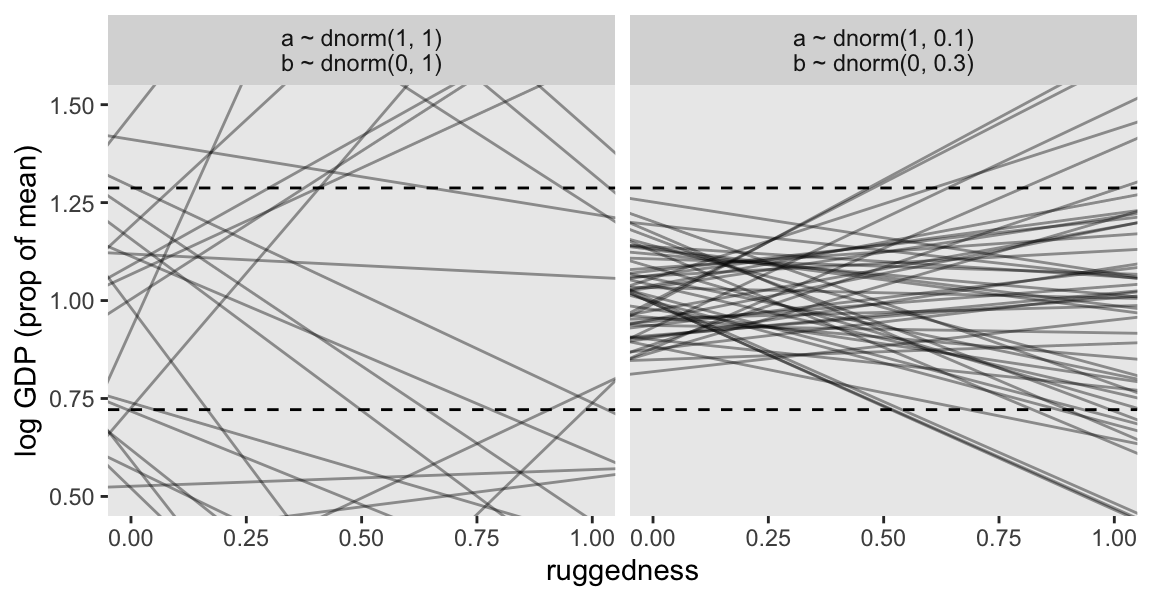 a ~ dnorm(1, 1)
b ~ dnorm(0, 1)
a ~ dnorm(1, 0.1)
b ~ dnorm(0, 0.3)
log GDP (prop of mean)
1.50
1.25
1.00
0.75
0.50
0.00 0.25 0.50 0.75 1.00
0.00 0.25 0.50 0.75 1.00
ruggedness